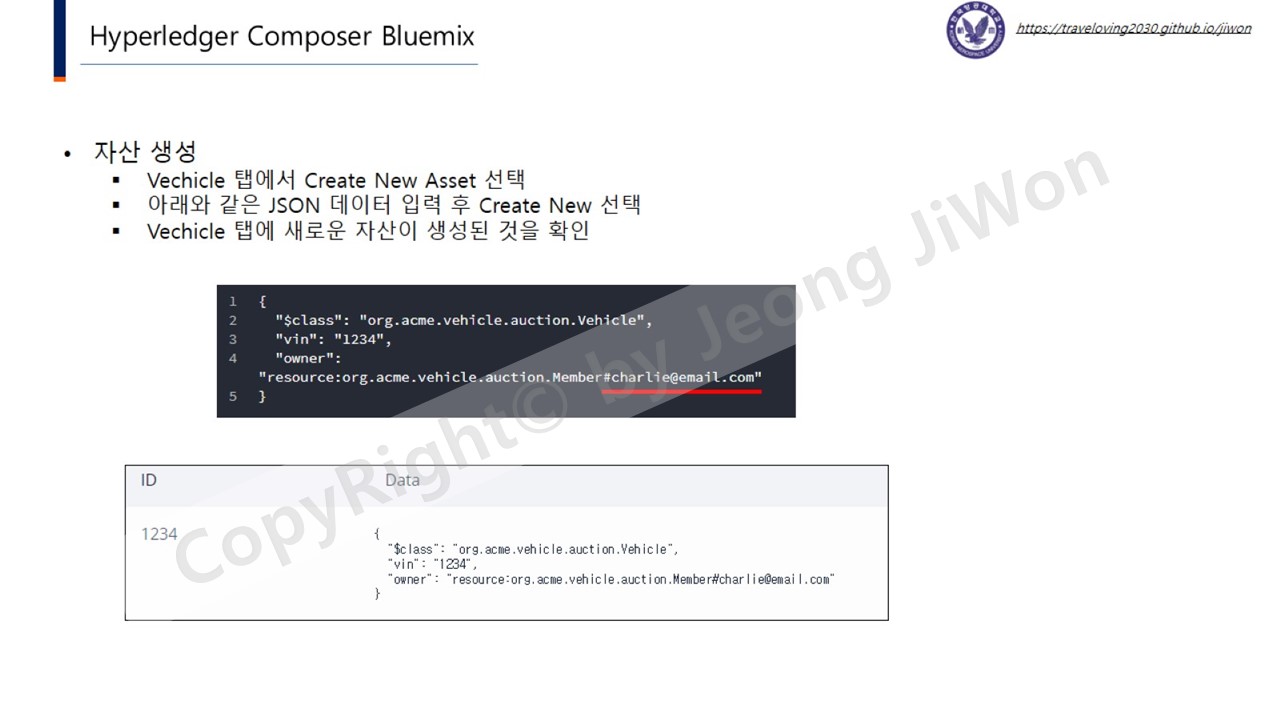 Hyperledger Composer Bluemix
https://traveloving2030.github.io/jiwon
• 자산 생성
▪ Vechicle 탭에서 Create New Asset 선택
▪ 아래와 같은 JSON 데이터 입력 후 Create New 선택
▪ Vechicle 탭에 새로운 자산이 생성된 것을 확인
1 {
2 "$class": "org.acme.vehicle.auction.Vehicle",
3 "vin": "1234",
4 "owner":
"resource:org.acme.vehicle.auction.Member#charlie@email.com"
5 }
ID Data
1234 {
"$class": "org.acme.vehicle.auction.Vehicle",
"vin": "1234",
"owner": "resource:org.acme.vehicle.auction.Member#charlie@email.com"
}
CopyRight© by Jeong JiWon